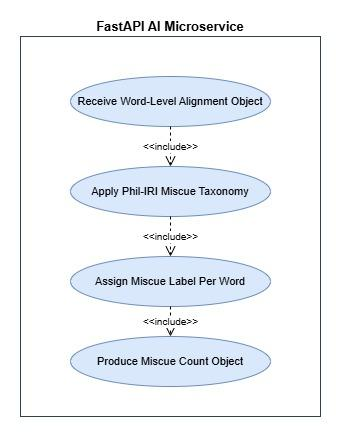 FastAPI AI Microservice
Receive Word-Level Alignment Object
<<include>>
Apply Phil-IRI Miscue Taxonomy
<<include>>
Assign Miscue Label Per Word
<<include>>
Produce Miscue Count Object